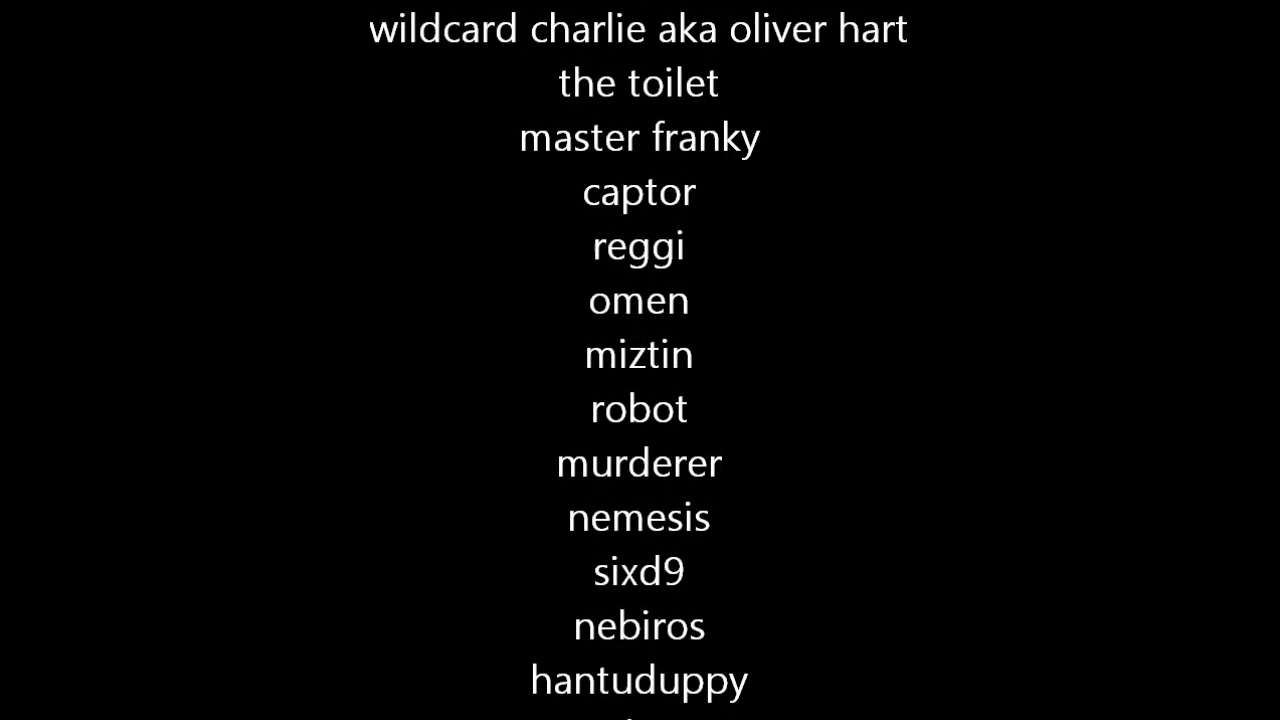 wildcard charlie aka oliver hart
the toilet
master franky
captor
reggi
omen
miztin
robot
murderer
nemesis
sixd9
nebiros
hantuduppy